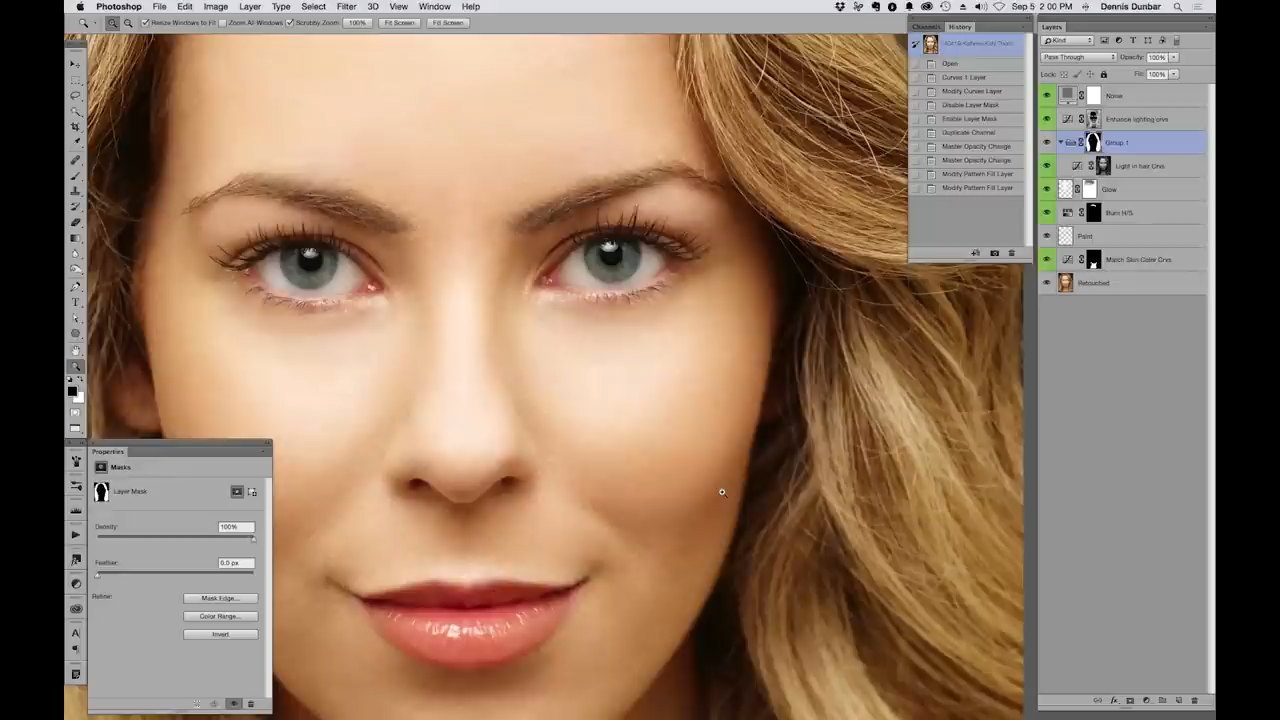 Photoshop File Edit Image Layer Type Select Filter 3D View Window Help Sep 5 2:00 PM Dennis Dunbar
Resize Windows to Fit Zoom All Windows Scrubby Zoom 100% Fit Screen Fit Screen
Channels History
Open
Curves 1 Layer
Modify Curves Layer
Disable Layer Mask
Enable Layer Mask
Duplicate Channel
Master Opacity Change
Master Opacity Change
Modify Pattern Fill Layer
Modify Pattern Fill Layer
Layers
Kind
Pass Through Opacity: 100%
Lock: Fill: 100%
Noise
Enhance lighting crvs
Group 1
Light in hair Crvs
Glow
Burn H/S
Paint
Match Skin Color Crvs
Retouched
Properties
Masks
Layer Mask
Density: 100%
Feather: 0.0 px
Refine: Mask Edge...
Color Range...
Invert